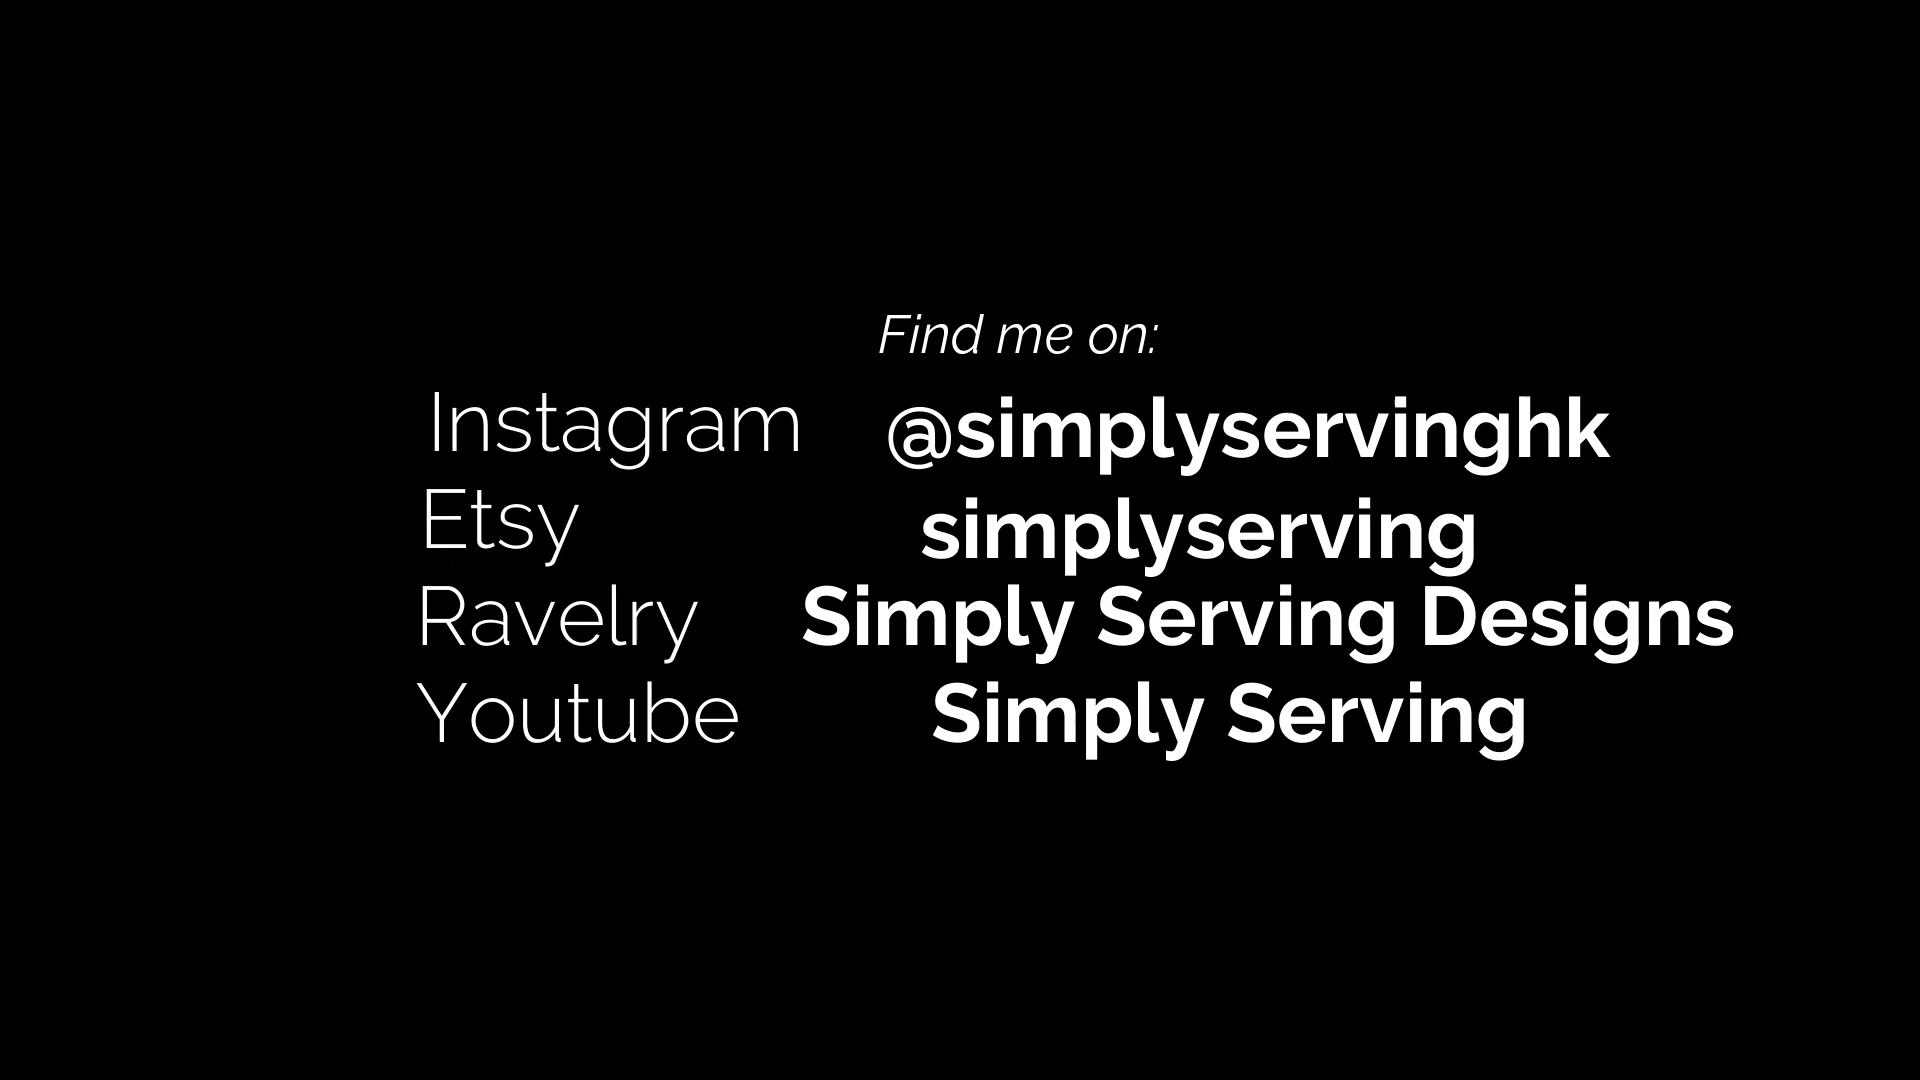 Find me on:
Instagram @simplyservinghk
Etsy simplyserving
Ravelry Simply Serving Designs
Youtube Simply Serving